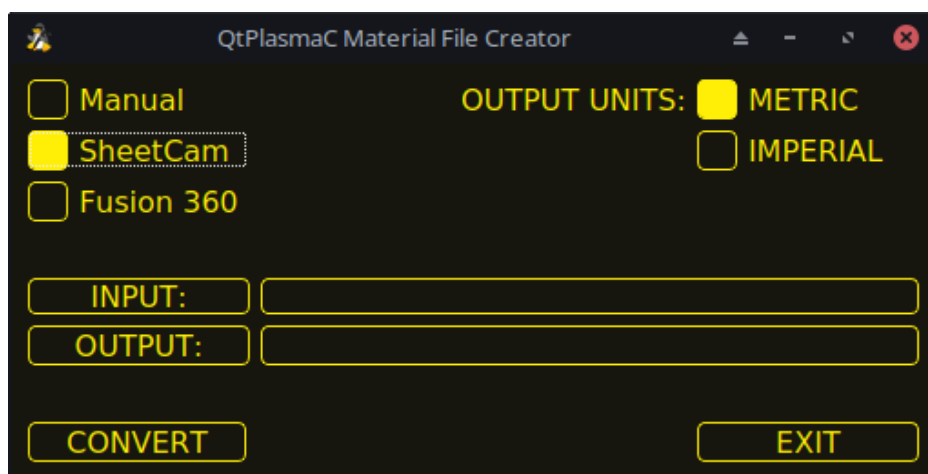 QtPlasmaC Material File Creator
Manual OUTPUT UNITS: METRIC
SheetCam IMPERIAL
Fusion 360
INPUT:
OUTPUT:
CONVERT EXIT